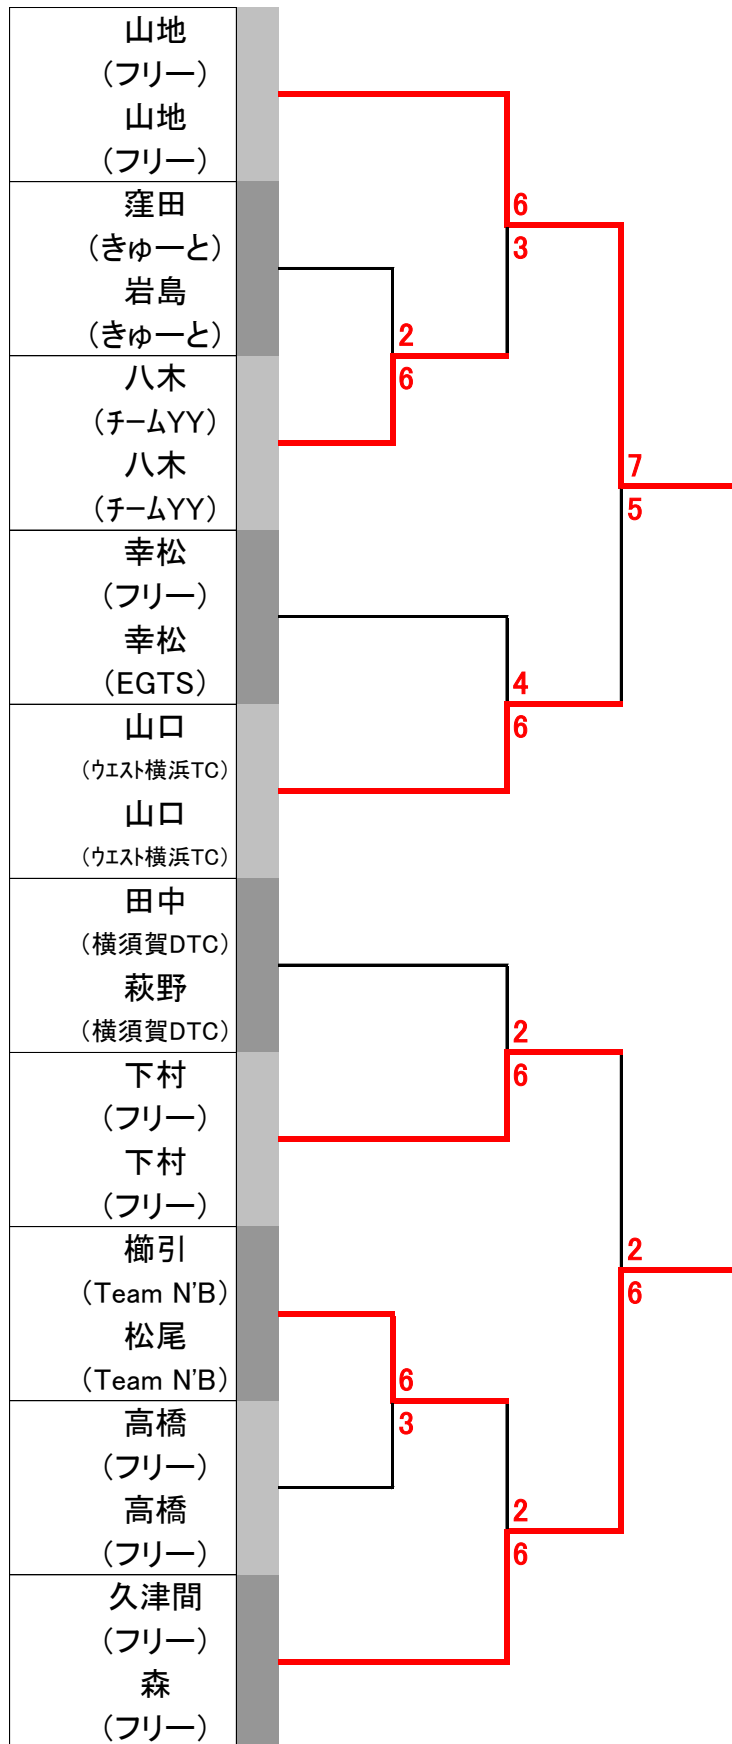 山地
(フリー)
山地
(フリー)
窪田
(きゅーと)
岩島
(きゅーと)
八木
(ﾁｰﾑYY)
八木
(ﾁｰﾑYY)
幸松
(フリー)
幸松
(EGTS)
山口
(ｳｴｽﾄ横浜TC)
山口
(ｳｴｽﾄ横浜TC)
田中
(横須賀DTC)
萩野
(横須賀DTC)
下村
(フリー)
下村
(フリー)
櫛引
(Team N'B)
松尾
(Team N'B)
高橋
(フリー)
高橋
(フリー)
久津間
(フリー)
森
(フリー)
2
6
6
3
6
3
4
6
2
6
2
6
7
5
2
6